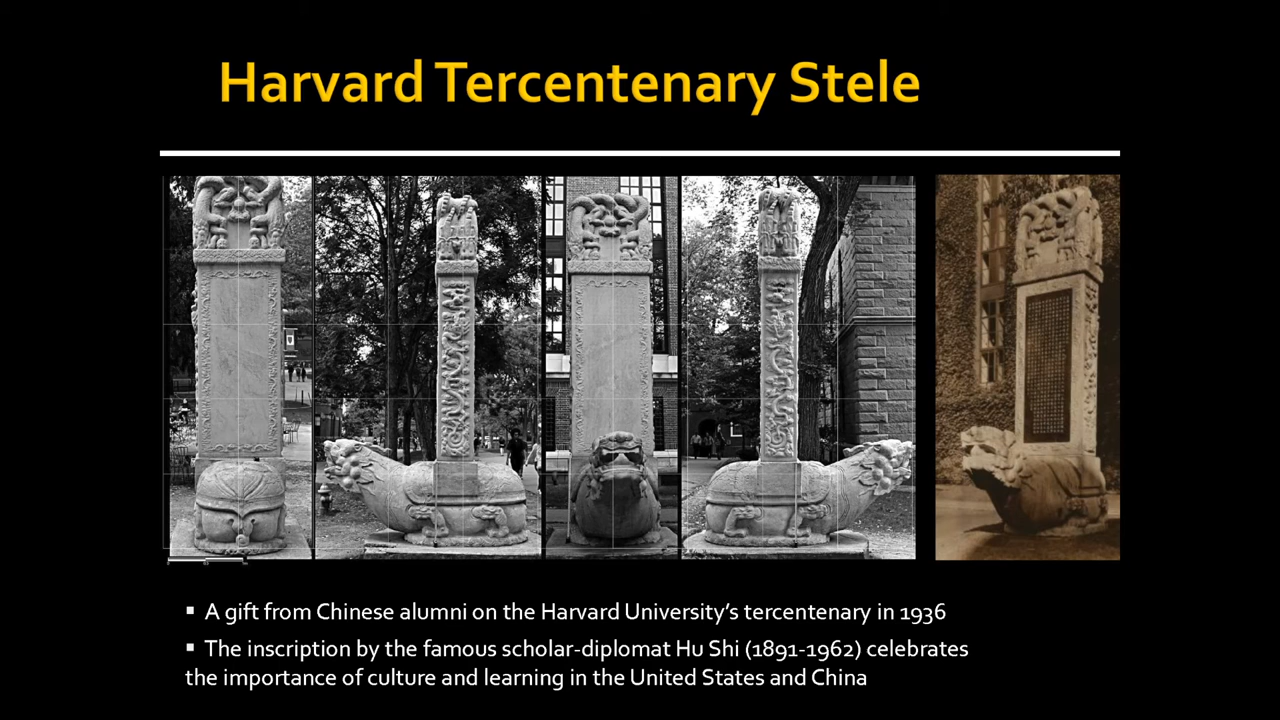 Harvard Tercentenary Stele
▪ A gift from Chinese alumni on the Harvard University’s tercentenary in 1936
▪ The inscription by the famous scholar-diplomat Hu Shi (1891-1962) celebrates
the importance of culture and learning in the United States and China